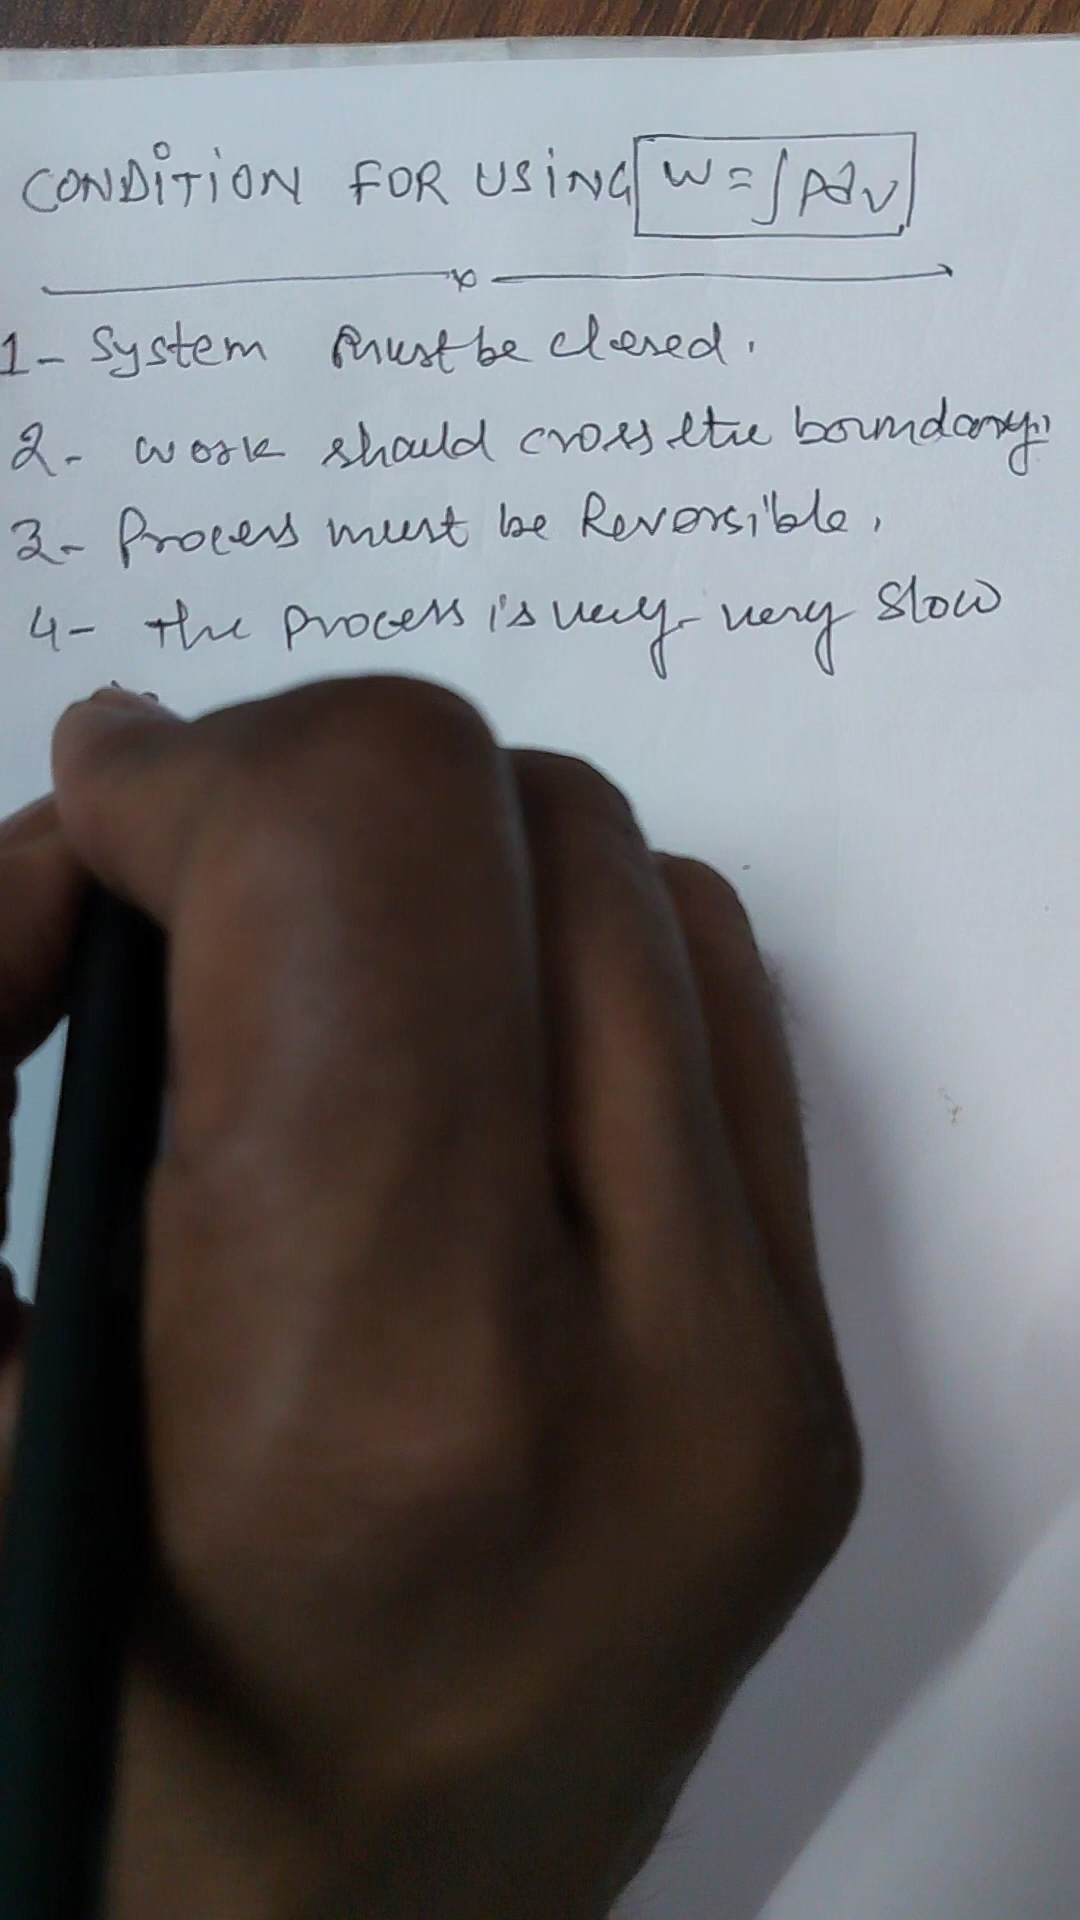 CONDITION FOR USING W = ∫PdV
1- System must be closed.
2- work should cross the boundary.
3- Process must be Reversible.
4- the process is very-very slow